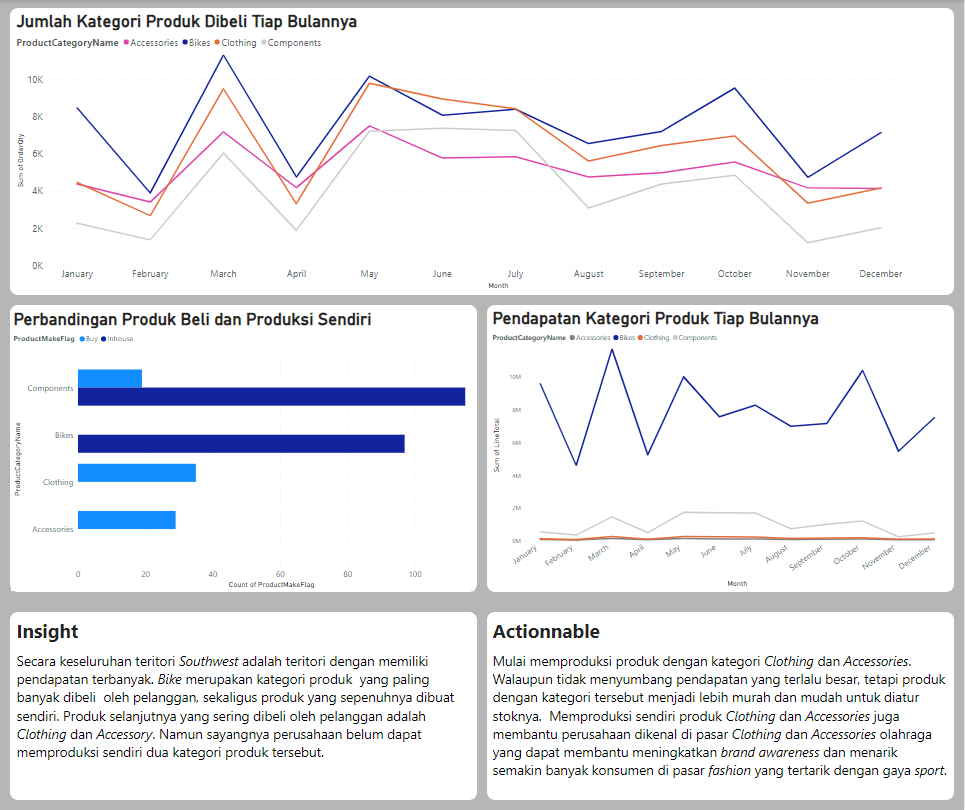 Jumlah Kategori Produk Dibeli Tiap Bulannya
ProductCategoryName Accessories Bikes Clothing Components
10K
8K
6K
4K
2K
0K
Sum of OrderQty
January February March April May June July August September October November December
Month
Perbandingan Produk Beli dan Produksi Sendiri
ProductMakeFlag Buy Inhouse
ProductCategoryName
Components
Bikes
Clothing
Accessories
0 20 40 60 80 100
Count of ProductMakeFlag
Pendapatan Kategori Produk Tiap Bulannya
ProductCategoryName Accessories Bikes Clothing Components
10M
8M
6M
4M
2M
0M
Sum of LineTotal
January February March April May June July August September October November December
Month
Insight
Secara keseluruhan teritori Southwest adalah teritori dengan memiliki
pendapatan terbanyak. Bike merupakan kategori produk yang paling
banyak dibeli oleh pelanggan, sekaligus produk yang sepenuhnya dibuat
sendiri. Produk selanjutnya yang sering dibeli oleh pelanggan adalah
Clothing dan Accessory. Namun sayangnya perusahaan belum dapat
memproduksi sendiri dua kategori produk tersebut.
Actionnable
Mulai memproduksi produk dengan kategori Clothing dan Accessories.
Walaupun tidak menyumbang pendapatan yang terlalu besar, tetapi produk
dengan kategori tersebut menjadi lebih murah dan mudah untuk diatur
stoknya. Memproduksi sendiri produk Clothing dan Accessories juga
membantu perusahaan dikenal di pasar Clothing dan Accessories olahraga
yang dapat membantu meningkatkan brand awareness dan menarik
semakin banyak konsumen di pasar fashion yang tertarik dengan gaya sport.